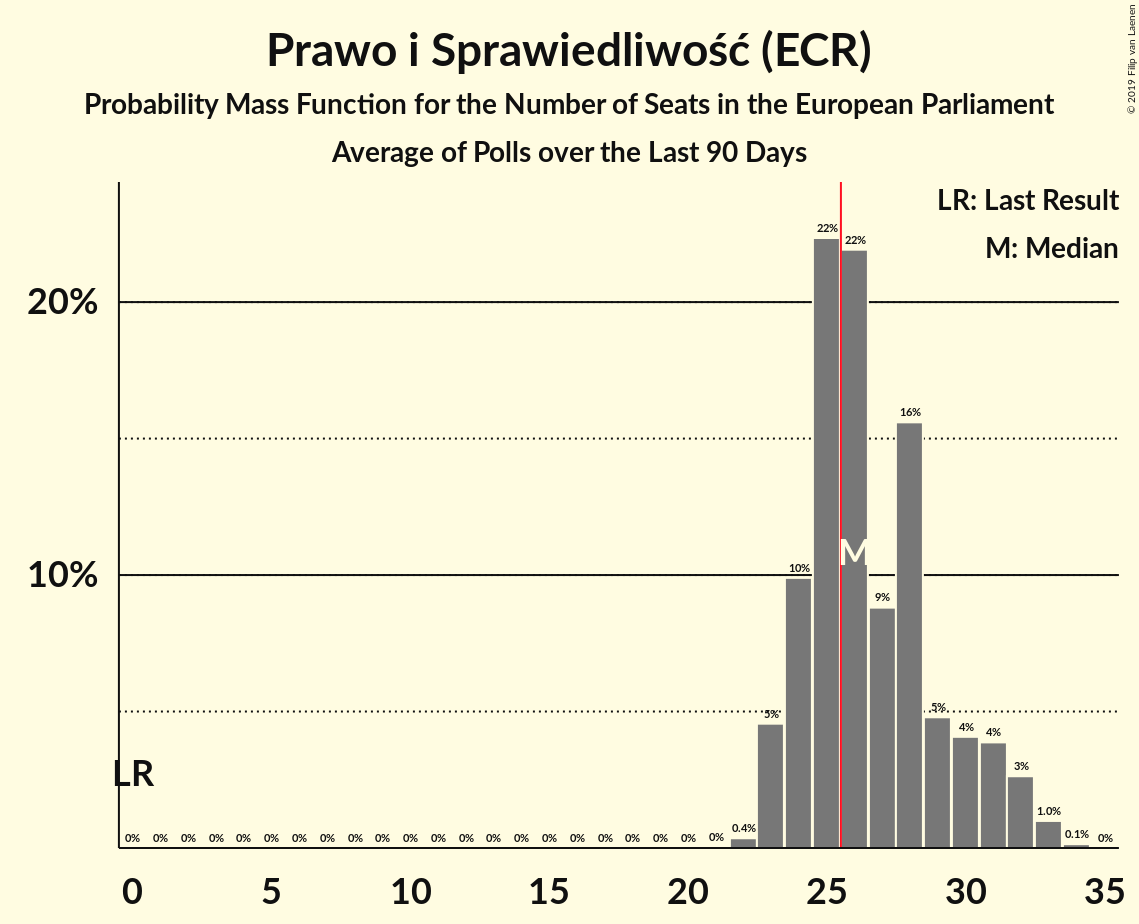 Prawo i Sprawiedliwość (ECR)
Probability Mass Function for the Number of Seats in the European Parliament
Average of Polls over the Last 90 Days
© 2019 Filip van Laenen
LR: Last Result
M: Median
22%
22%
20%
16%
M
10%
10%
9%
5%
5%
4%
4%
3%
LR
1.0%
0.4%
0.1%
0% 0% 0% 0% 0% 0% 0% 0% 0% 0% 0% 0% 0% 0% 0% 0% 0% 0% 0% 0% 0% 0% 0%
0 5 10 15 20 25 30 35